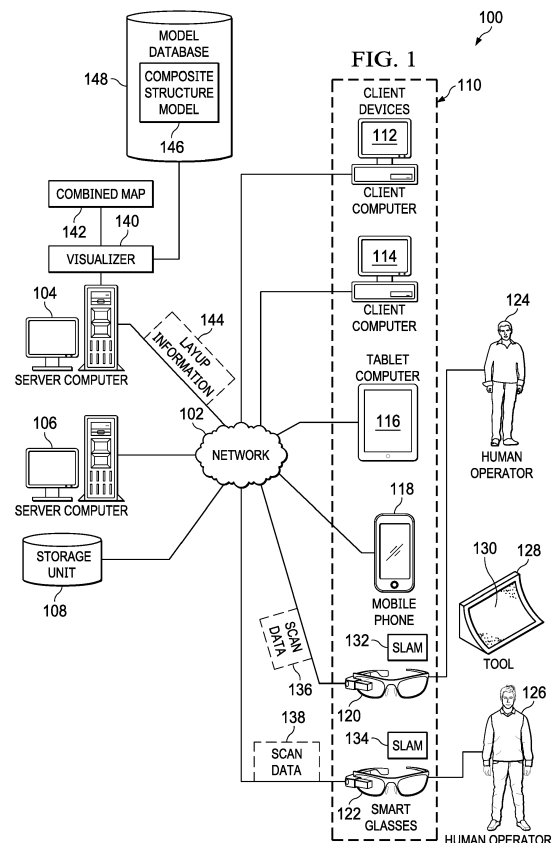 100
FIG. 1
110
MODEL
DATABASE
148
COMPOSITE
STRUCTURE
MODEL
146
CLIENT
DEVICES
112
CLIENT
COMPUTER
COMBINED MAP
142
140
VISUALIZER
104
SERVER COMPUTER
144
LAYUP
INFORMATION
114
CLIENT
COMPUTER
124
HUMAN
OPERATOR
TABLET
COMPUTER
116
102
NETWORK
106
SERVER COMPUTER
118
MOBILE
PHONE
STORAGE
UNIT
108
130
128
TOOL
SCAN
DATA
136
132
SLAM
120
138
SCAN
DATA
134
SLAM
122
SMART
GLASSES
126
HUMAN OPERATOR